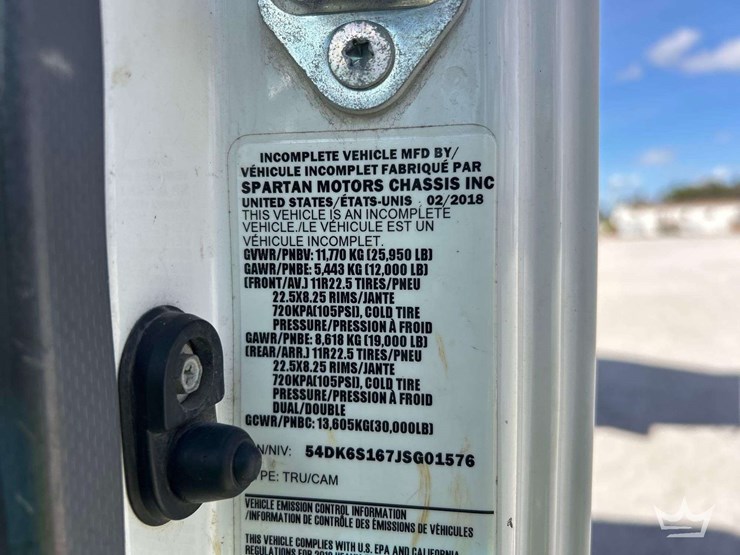 INCOMPLETE VEHICLE MFD BY/
VÉHICULE INCOMPLET FABRIQUÉ PAR
SPARTAN MOTORS CHASSIS INC
UNITED STATES/ÉTATS-UNIS 02/2018
THIS VEHICLE IS AN INCOMPLETE
VEHICLE./LE VÉHICULE EST UN
VÉHICULE INCOMPLET.
GVWR/PNBV: 11,770 KG (25,950 LB)
GAWR/PNBE: 5,443 KG (12,000 LB)
(FRONT/AV.) 11R22.5 TIRES/PNEU
22.5X8.25 RIMS/JANTE
720KPA(105PSI), COLD TIRE
PRESSURE/PRESSION À FROID
GAWR/PNBE: 8,618 KG (19,000 LB)
(REAR/ARR.) 11R22.5 TIRES/PNEU
22.5X8.25 RIMS/JANTE
720KPA(105PSI), COLD TIRE
PRESSURE/PRESSION À FROID
DUAL/DOUBLE
GCWR/PNBC: 13,605KG(30,000LB)
N/NIV: 54DK6S167JSG01576
PE: TRU/CAM
VEHICLE EMISSION CONTROL INFORMATION
/INFORMATION DE CONTRÔLE DES ÉMISSIONS DE VÉHICULES
THIS VEHICLE COMPLIES WITH U.S. EPA AND CALIFORNIA
REGULATIONS FOR 2018